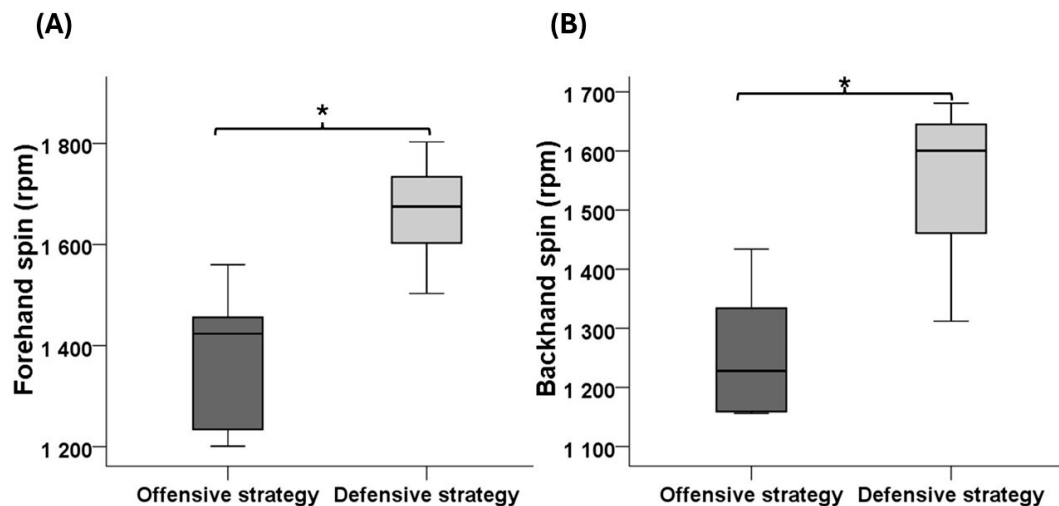 (A)
*
Forehand spin (rpm)
1 800
1 600
1 400
1 200
Offensive strategy
Defensive strategy
(B)
*
Backhand spin (rpm)
1 700
1 600
1 500
1 400
1 300
1 200
1 100
Offensive strategy
Defensive strategy